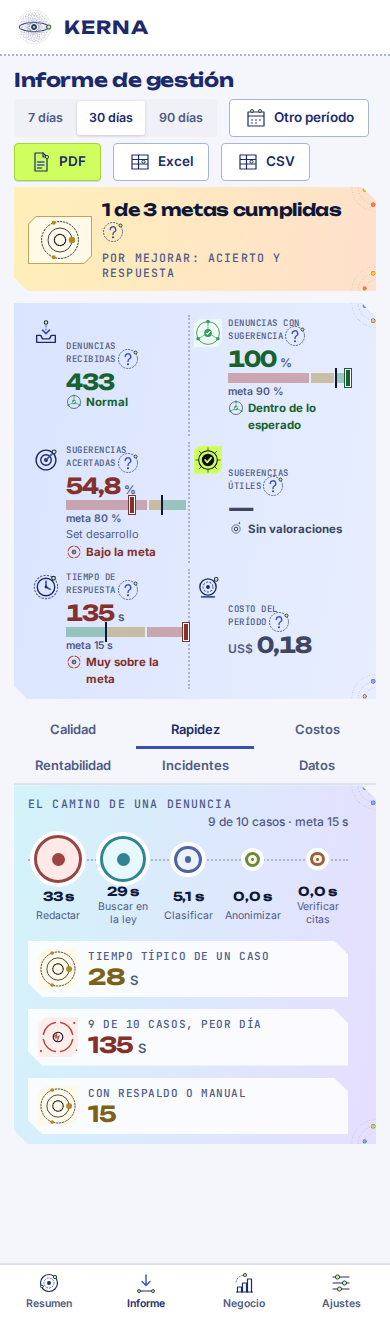 KERNA
Informe de gestión
7 días
30 días
90 días
Otro período
PDF
Excel
CSV
1 de 3 metas cumplidas
?
POR MEJORAR: ACIERTO Y
RESPUESTA
DENUNCIAS
RECIBIDAS ?
433
Normal
DENUNCIAS CON
SUGERENCIA ?
100 %
meta 90 %
Dentro de lo
esperado
SUGERENCIAS
ACERTADAS ?
54,8 %
meta 80 %
Set desarrollo
Bajo la meta
SUGERENCIAS
ÚTILES ?
—
Sin valoraciones
TIEMPO DE
RESPUESTA ?
135 s
meta 15 s
Muy sobre la
meta
COSTO DEL
PERÍODO ?
US$ 0,18
Calidad
Rapidez
Costos
Rentabilidad
Incidentes
Datos
EL CAMINO DE UNA DENUNCIA
9 de 10 casos · meta 15 s
33 s
Redactar
29 s
Buscar en
la ley
5,1 s
Clasificar
0,0 s
Anonimizar
0,0 s
Verificar
citas
TIEMPO TÍPICO DE UN CASO
28 s
9 DE 10 CASOS, PEOR DÍA
135 s
CON RESPALDO O MANUAL
15
Resumen
Informe
Negocio
Ajustes